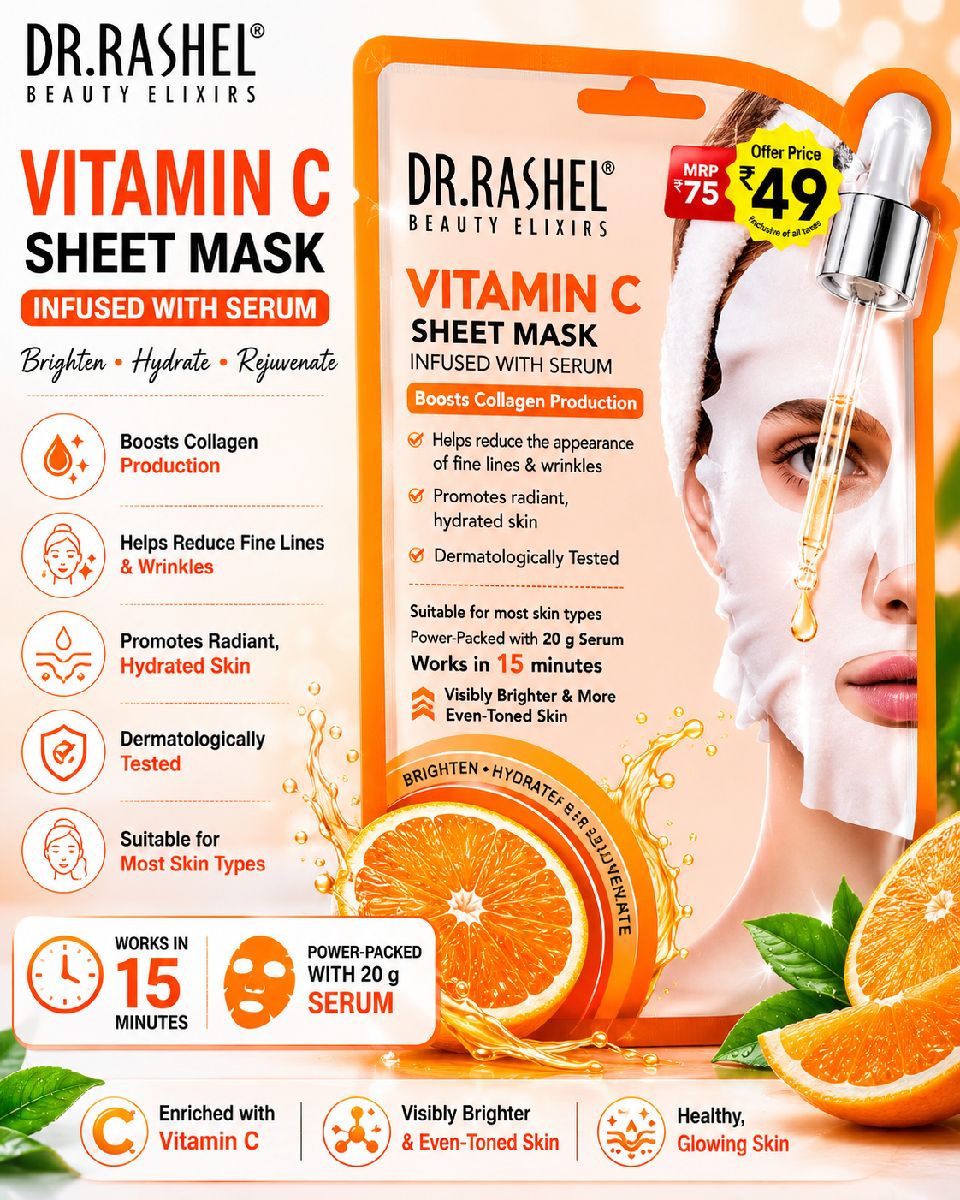 DR.RASHEL®
BEAUTY ELIXIRS
VITAMIN C
SHEET MASK
INFUSED WITH SERUM
Brighten • Hydrate • Rejuvenate
Boosts Collagen
Production
Helps Reduce Fine Lines
& Wrinkles
Promotes Radiant,
Hydrated Skin
Dermatologically
Tested
Suitable for
Most Skin Types
WORKS IN
15
MINUTES
POWER-PACKED
WITH 20 g
SERUM
DR.RASHEL®
BEAUTY ELIXIRS
MRP
₹75
Offer Price
₹49
Exclusive of all taxes
VITAMIN C
SHEET MASK
INFUSED WITH SERUM
Boosts Collagen Production
Helps reduce the appearance
of fine lines & wrinkles
Promotes radiant,
hydrated skin
Dermatologically Tested
Suitable for most skin types
Power-Packed with 20 g Serum
Works in 15 minutes
Visibly Brighter & More
Even-Toned Skin
BRIGHTEN • HYDRATE
C
Enriched with
Vitamin C
Visibly Brighter
& Even-Toned Skin
Healthy,
Glowing Skin